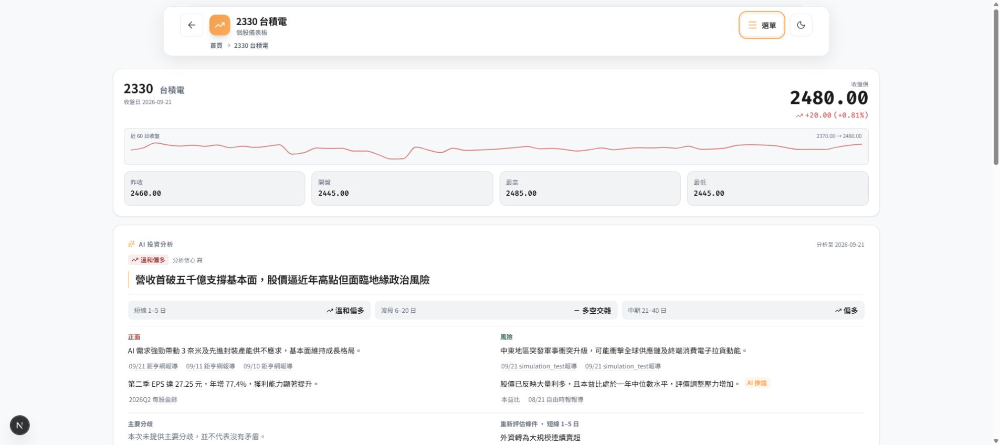 2330 台積電
個股儀表板
首頁 > 2330 台積電
選單
2330 台積電
收盤日 2026-09-21
收盤價
2480.00
+20.00 (+0.81%)
近 60 日收盤
2370.00→2480.00
昨收
2460.00
開盤
2445.00
最高
2485.00
最低
2445.00
AI 投資分析
分析至 2026-09-21
溫和偏多 分析信心 高
營收首破五千億支撐基本面，股價逼近年高點但面臨地緣政治風險
短線 1–5 日 溫和偏多
波段 6–20 日 多空交雜
中期 21–40 日 偏多
正面
AI 需求強勁帶動 3 奈米及先進封裝產能供不應求，基本面維持成長格局。
09/21 鉅亨網報導 09/11 鉅亨網報導 09/10 鉅亨網報導
第二季 EPS 達 27.25 元，年增 77.4%，獲利能力顯著提升。
2026Q2 每股盈餘
風險
中東地區突發軍事衝突升級，可能衝擊全球供應鏈及終端消費電子拉貨動能。
09/21 simulation_test報導 09/21 simulation_test報導
股價已反映大量利多，且本益比處於一年中位數水平，評價調整壓力增加。 AI 推論
本益比 08/21 自由時報報導
主要分歧
本次未提供主要分歧，並不代表沒有矛盾。
重新評估條件・短線 1–5 日
外資轉為大規模連續賣超
N